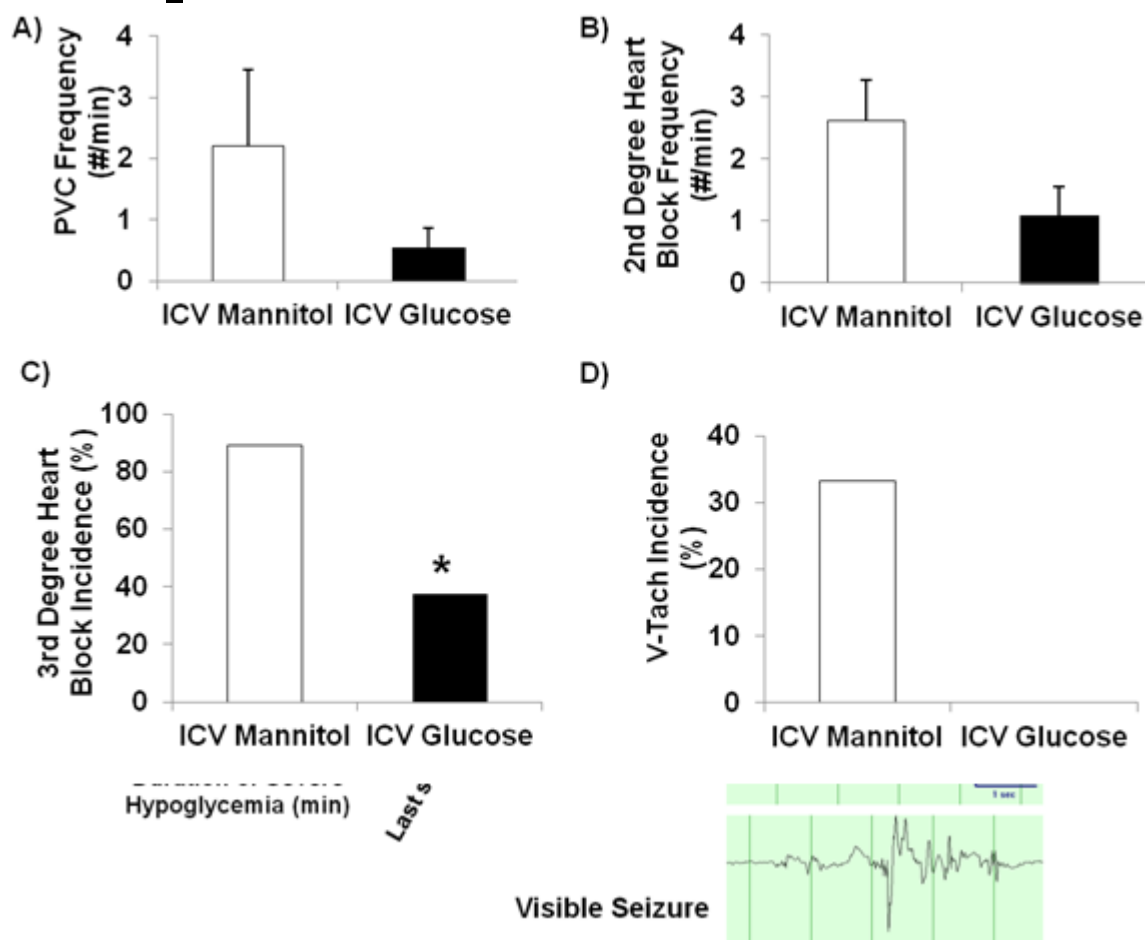 A)
PVC Frequency
(#/min)
4
3
2
1
0
ICV Mannitol ICV Glucose
B)
2nd Degree Heart
Block Frequency
(#/min)
4
3
2
1
0
ICV Mannitol ICV Glucose
C)
3rd Degree Heart
Block Incidence (%)
100
80
60
40
20
0
*
ICV Mannitol ICV Glucose
D)
V-Tach Incidence
(%)
40
30
20
10
0
ICV Mannitol ICV Glucose
Hypoglycemia (min)
Last s
1 sec
Visible Seizure